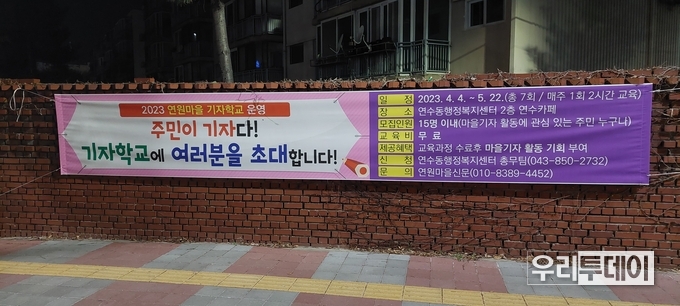 2023 연원마을 기자학교 운영
주민이 기자다!
기자학교에 여러분을 초대합니다!
일 정 2023. 4. 4. ~ 5. 22.(총 7회 / 매주 1회 2시간 교육)
장 소 연수동행정복지센터 2층 연수카페
모집인원 15명 이내(마을기자 활동에 관심 있는 주민 누구나)
교 육 비 무 료
제공혜택 교육과정 수료후 마을기자 활동 기회 부여
신 청 연수동행정복지센터 총무팀(043-850-2732)
문 의 연원마을신문(010-8389-4452)
우리투데이